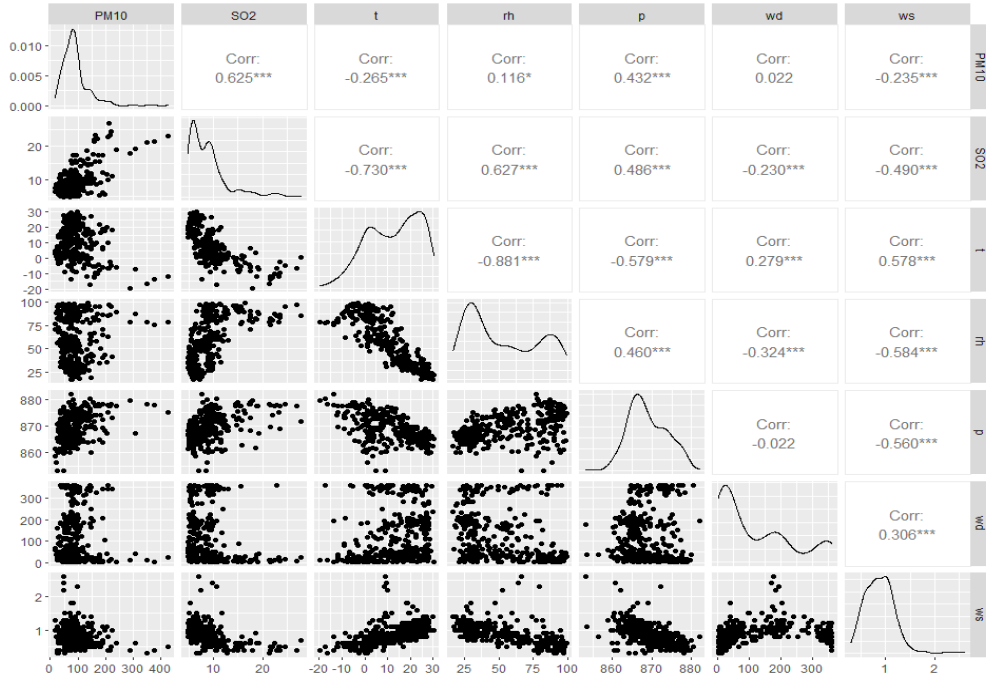 PM10 SO2 t rh p wd ws
0.010
0.005
0.000
Corr:
0.625***
Corr:
-0.265***
Corr:
0.116*
Corr:
0.432***
Corr:
0.022
Corr:
-0.235***
PM10
20
10
Corr:
-0.730***
Corr:
0.627***
Corr:
0.486***
Corr:
-0.230***
Corr:
-0.490***
SO2
30
20
10
0
-10
-20
Corr:
-0.881***
Corr:
-0.579***
Corr:
0.279***
Corr:
0.578***
t
100
75
50
25
Corr:
0.460***
Corr:
-0.324***
Corr:
-0.584***
rh
880
870
860
Corr:
-0.022
Corr:
-0.560***
p
300
200
100
0
Corr:
0.306***
wd
2
1
ws
0 100 200 300 400
10 20
-20 -10 0 10 20 30
25 50 75 100
860 870 880
0 100 200 300
1 2